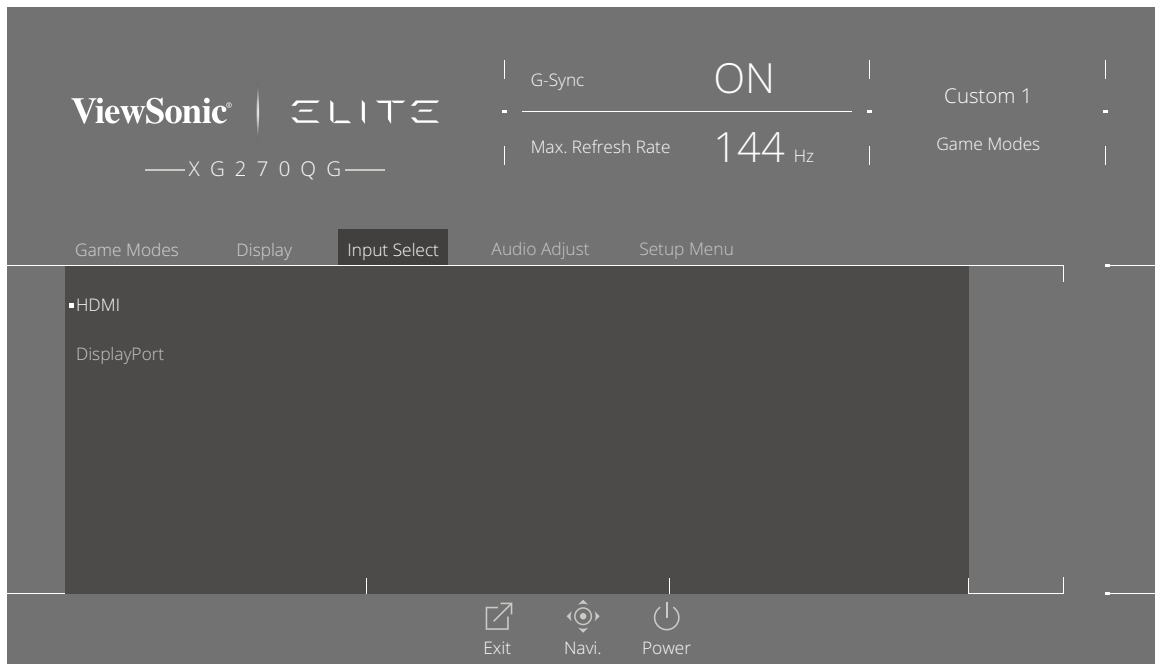 ViewSonic® ELITE
XG270QG
G-Sync ON
Max. Refresh Rate 144 Hz
Custom 1
Game Modes
Game Modes Display Input Select Audio Adjust Setup Menu
HDMI
DisplayPort
Exit Navi. Power